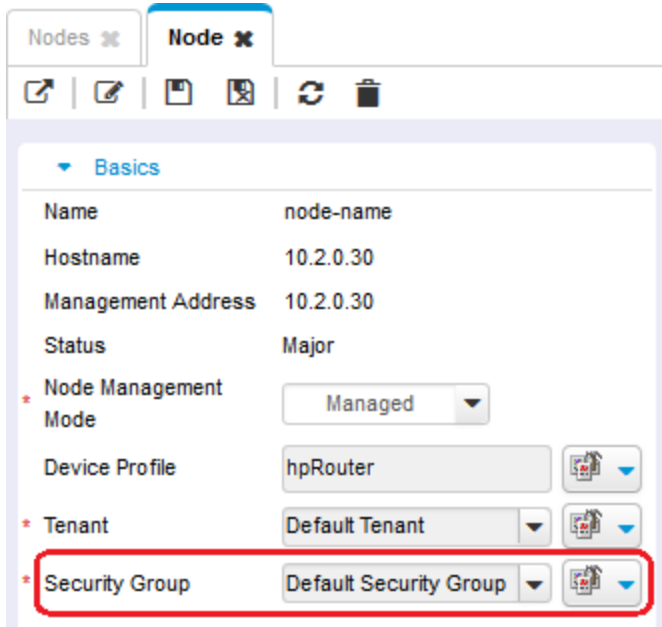 Nodes Node
Basics
Name node-name
Hostname 10.2.0.30
Management Address 10.2.0.30
Status Major
* Node Management
Mode Managed
Device Profile hpRouter
* Tenant Default Tenant
* Security Group Default Security Group